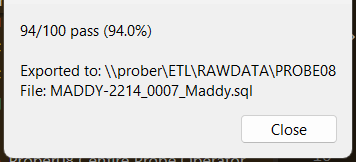 94/100 pass (94.0%)
Exported to: \\prober\ETL\RAWDATA\PROBE08
File: MADDY-2214_0007_Maddy.sql
Close